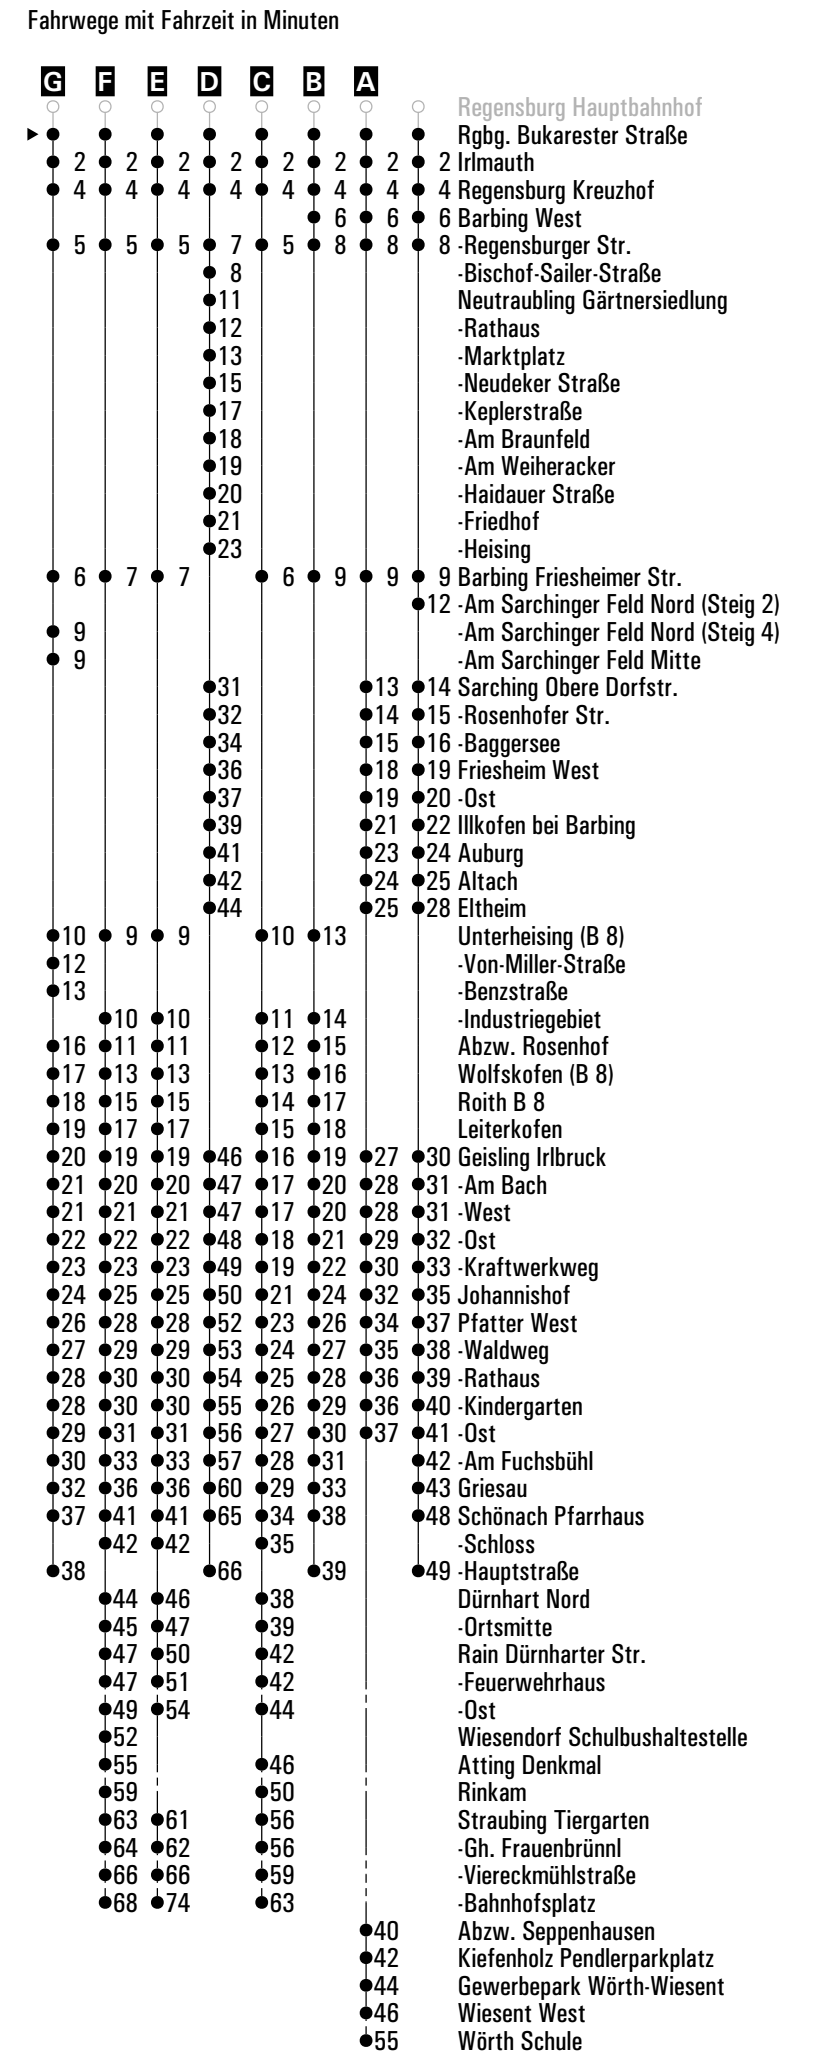 Fahrwege mit Fahrzeit in Minuten
G F E D C B A
Regensburg Hauptbahnhof
Rgbg. Bukarester Straße
2 2 2 2 2 2 2 2 Irlmauth
4 4 4 4 4 4 4 4 Regensburg Kreuzhof
6 6 6 Barbing West
5 5 5 7 5 8 8 8 -Regensburger Str.
8 -Bischof-Sailer-Straße
11 Neutraubling Gärtnersiedlung
12 -Rathaus
13 -Marktplatz
15 -Neudeker Straße
17 -Keplerstraße
18 -Am Braunfeld
19 -Am Weiheracker
20 -Haidauer Straße
21 -Friedhof
23 -Heising
6 7 7 6 9 9 9 Barbing Friesheimer Str.
12 -Am Sarchinger Feld Nord (Steig 2)
9 -Am Sarchinger Feld Nord (Steig 4)
9 -Am Sarchinger Feld Mitte
31 13 14 Sarching Obere Dorfstr.
32 14 15 -Rosenhofer Str.
34 15 16 -Baggersee
36 18 19 Friesheim West
37 19 20 -Ost
39 21 22 Illkofen bei Barbing
41 23 24 Auburg
42 24 25 Altach
44 25 28 Eltheim
10 9 9 10 13 Unterheising (B 8)
12 -Von-Miller-Straße
13 -Benzstraße
10 10 11 14 -Industriegebiet
16 11 11 12 15 Abzw. Rosenhof
17 13 13 13 16 Wolfskofen (B 8)
18 15 15 14 17 Roith B 8
19 17 17 15 18 Leiterkofen
20 19 19 46 16 19 27 30 Geisling Irlbruck
21 20 20 47 17 20 28 31 -Am Bach
21 21 21 47 17 20 28 31 -West
22 22 22 48 18 21 29 32 -Ost
23 23 23 49 19 22 30 33 -Kraftwerkweg
24 25 25 50 21 24 32 35 Johannishof
26 28 28 52 23 26 34 37 Pfatter West
27 29 29 53 24 27 35 38 -Waldweg
28 30 30 54 25 28 36 39 -Rathaus
28 30 30 55 26 29 36 40 -Kindergarten
29 31 31 56 27 30 37 41 -Ost
30 33 33 57 28 31 42 -Am Fuchsbühl
32 36 36 60 29 33 43 Griesau
37 41 41 65 34 38 48 Schönach Pfarrhaus
42 42 35 -Schloss
38 66 39 49 -Hauptstraße
44 46 38 Dürnhart Nord
45 47 39 -Ortsmitte
47 50 42 Rain Dürnharter Str.
47 51 42 -Feuerwehrhaus
49 54 44 -Ost
52 Wiesendorf Schulbushaltestelle
55 46 Atting Denkmal
59 50 Rinkam
63 61 56 Straubing Tiergarten
64 62 56 -Gh. Frauenbrünnl
66 66 59 -Viereckmühlstraße
68 74 63 -Bahnhofsplatz
40 Abzw. Seppenhausen
42 Kiefenholz Pendlerparkplatz
44 Gewerbepark Wörth-Wiesent
46 Wiesent West
55 Wörth Schule